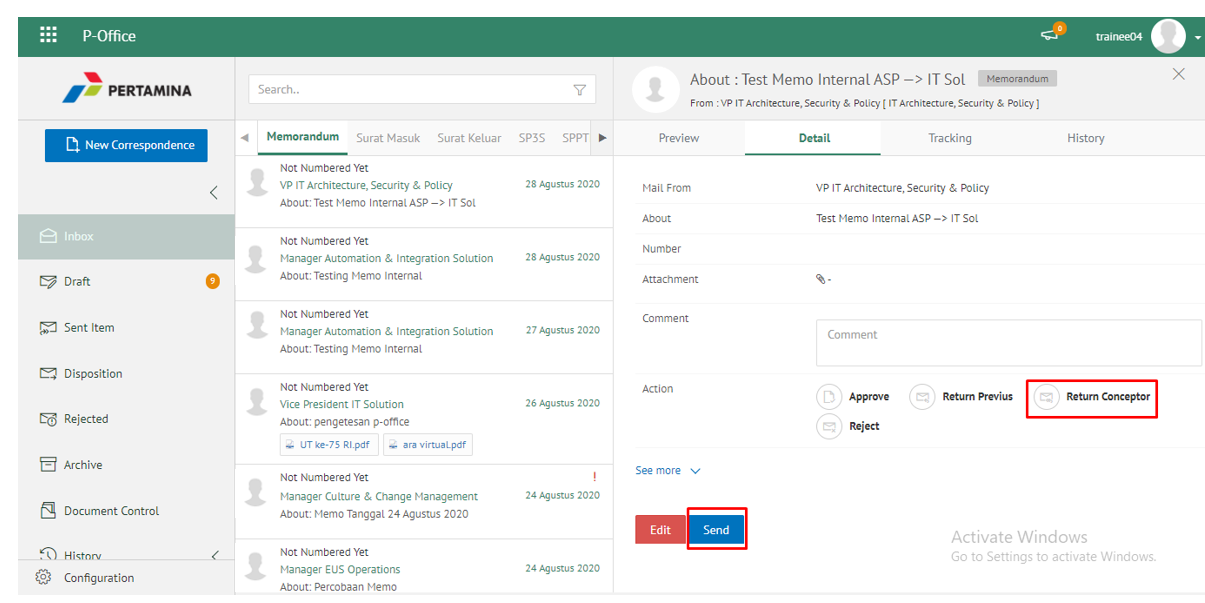 P-Office
0
trainee04
PERTAMINA
New Correspondence
Inbox
Draft
9
Sent Item
Disposition
Rejected
Archive
Document Control
History
Configuration
Search..
Memorandum Surat Masuk Surat Keluar SP3S SPPT
Not Numbered Yet
VP IT Architecture, Security & Policy 28 Agustus 2020
About: Test Memo Internal ASP —> IT Sol
Not Numbered Yet
Manager Automation & Integration Solution 28 Agustus 2020
About: Testing Memo Internal
Not Numbered Yet
Manager Automation & Integration Solution 27 Agustus 2020
About: Testing Memo Internal
Not Numbered Yet
Vice President IT Solution 26 Agustus 2020
About: pengetesan p-office
UT ke-75 RI.pdf ara virtual.pdf
Not Numbered Yet !
Manager Culture & Change Management 24 Agustus 2020
About: Memo Tanggal 24 Agustus 2020
Not Numbered Yet
Manager EUS Operations 24 Agustus 2020
About: Percobaan Memo
About : Test Memo Internal ASP —> IT Sol Memorandum
From : VP IT Architecture, Security & Policy [ IT Architecture, Security & Policy ]
Preview Detail Tracking History
Mail From VP IT Architecture, Security & Policy
About Test Memo Internal ASP —> IT Sol
Number
Attachment -
Comment Comment
Action Approve Return Previus Return Conceptor
Reject
See more
Edit Send
Activate Windows
Go to Settings to activate Windows.